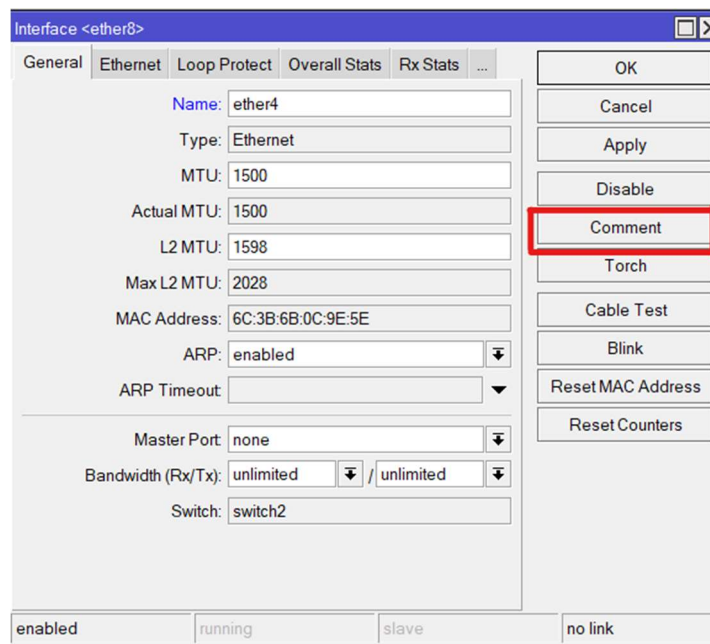 Interface <ether8>
General Ethernet Loop Protect Overall Stats Rx Stats ...
Name: ether4
Type: Ethernet
MTU: 1500
Actual MTU: 1500
L2 MTU: 1598
Max L2 MTU: 2028
MAC Address: 6C:3B:6B:0C:9E:5E
ARP: enabled
ARP Timeout:
Master Port: none
Bandwidth (Rx/Tx): unlimited / unlimited
Switch: switch2
OK
Cancel
Apply
Disable
Comment
Torch
Cable Test
Blink
Reset MAC Address
Reset Counters
enabled running slave no link